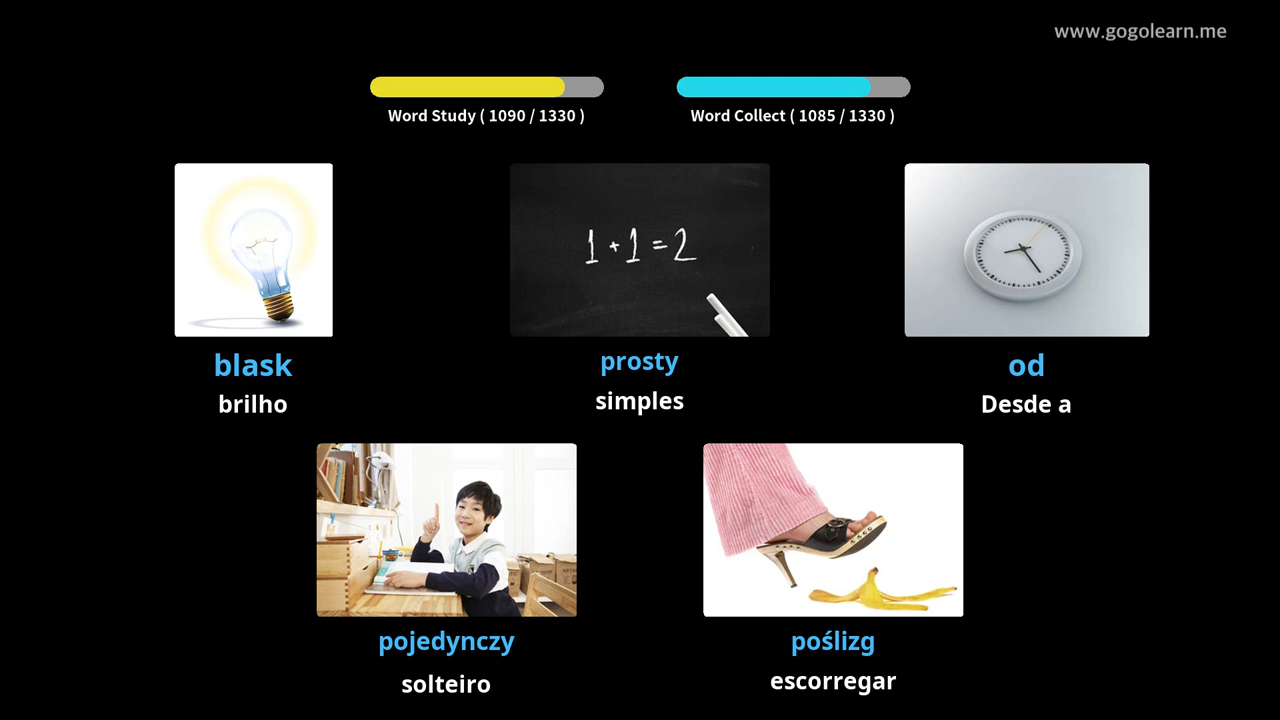 www.gogolearn.me
Word Study ( 1090 / 1330 )
Word Collect ( 1085 / 1330 )
1+1=2
blask
brilho
prosty
simples
od
Desde a
pojedynczy
solteiro
poślizg
escorregar